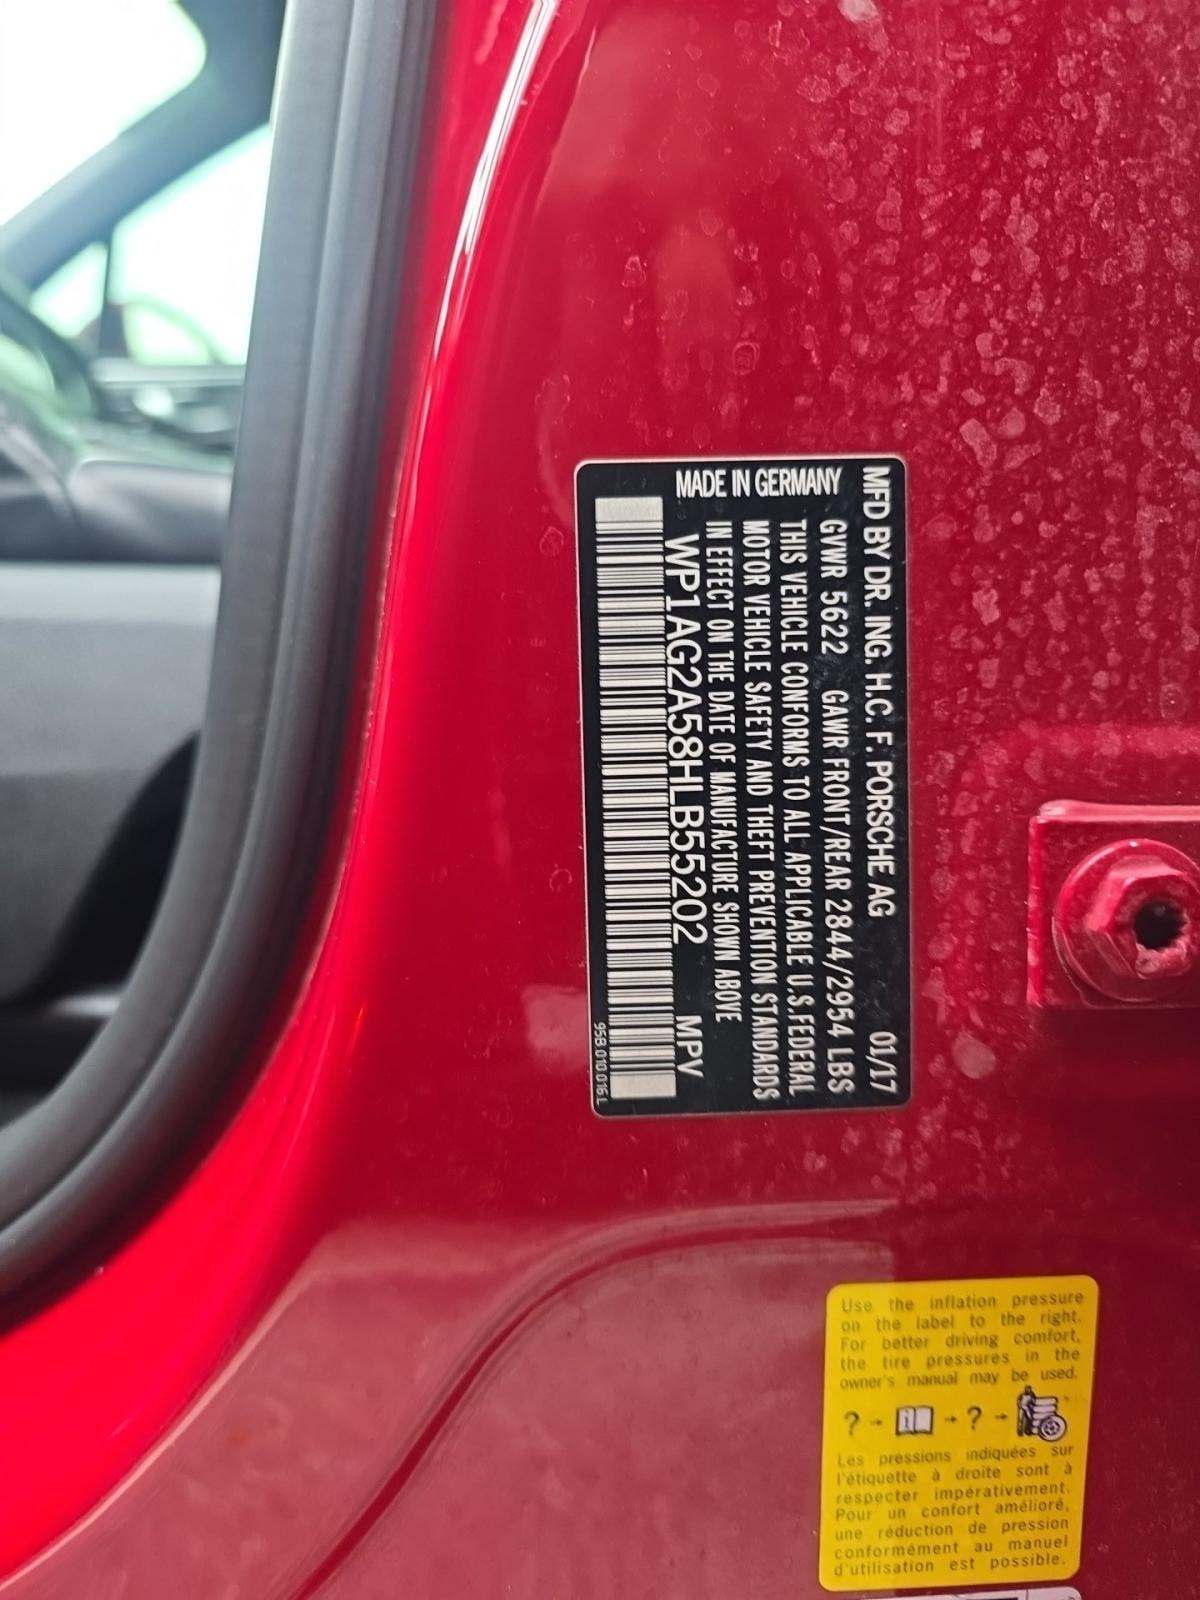 MFD BY DR. ING. H.C. F. PORSCHE AG 01/17
GVWR 5622 GAWR FRONT/REAR 2844/2954 LBS
THIS VEHICLE CONFORMS TO ALL APPLICABLE U.S.FEDERAL
MOTOR VEHICLE SAFETY AND THEFT PREVENTION STANDARDS
IN EFFECT ON THE DATE OF MANUFACTURE SHOWN ABOVE
WP1AG2A58HLB55202 MPV
MADE IN GERMANY
95B.010.016.L
Use the inflation pressure
on the label to the right.
For better driving comfort,
the tire pressures in the
owner's manual may be used.
? - i - ? -
Les pressions indiquées sur
l'étiquette à droite sont à
respecter impérativement.
Pour un confort amélioré,
une réduction de pression
conformément au manuel
d'utilisation est possible.